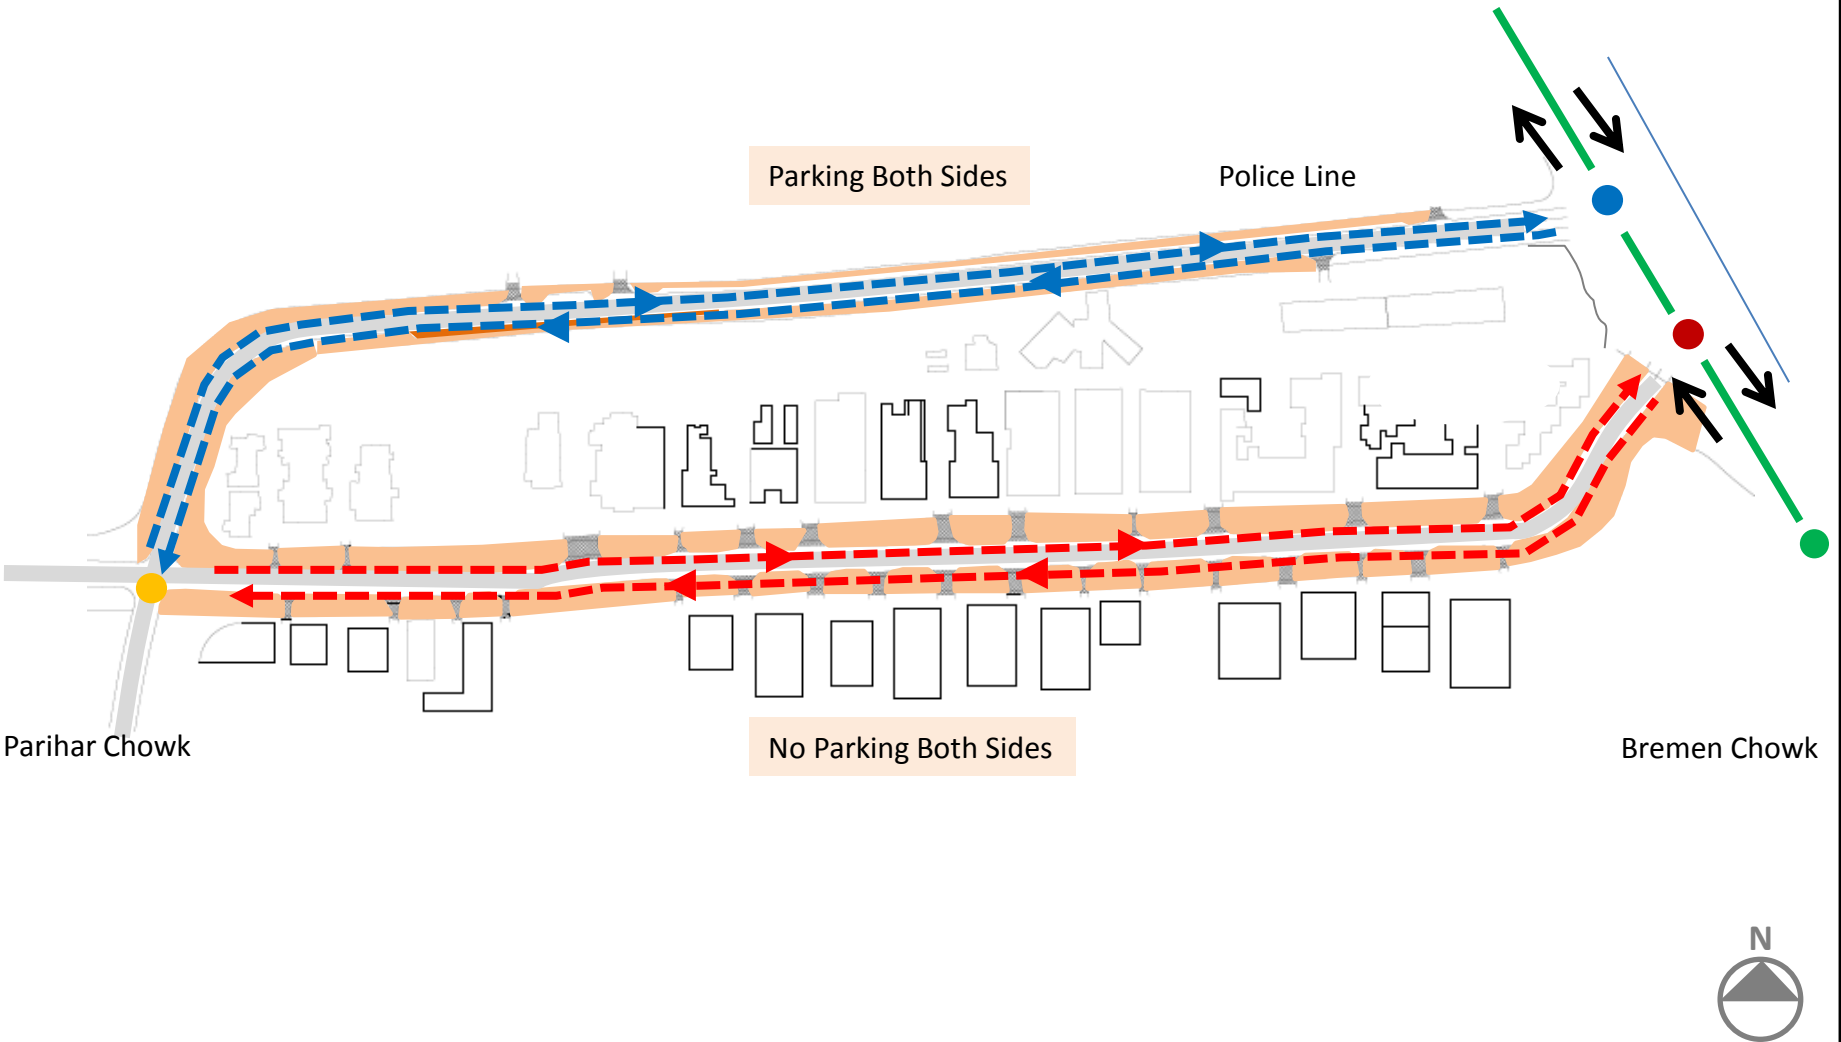 Parking Both Sides
Police Line
Parihar Chowk
No Parking Both Sides
Bremen Chowk
N